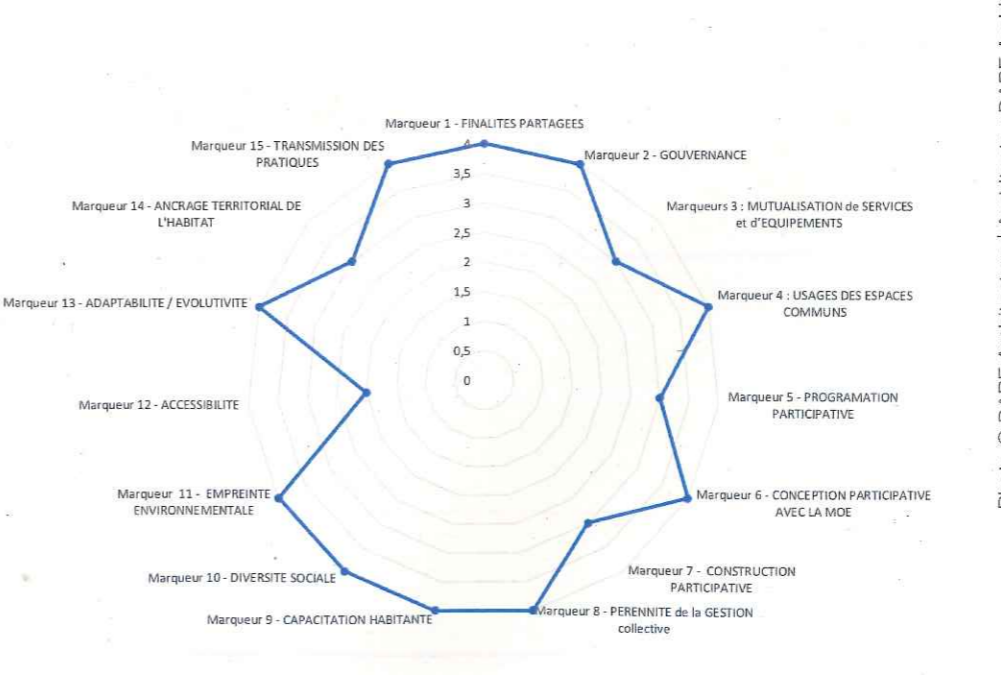 Marqueur 1 - FINALITES PARTAGEES
Marqueur 2 - GOUVERNANCE
Marqueurs 3 : MUTUALISATION de SERVICES
et d'EQUIPEMENTS
Marqueur 4 : USAGES DES ESPACES
COMMUNS
Marqueur 5 - PROGRAMATION
PARTICIPATIVE
Marqueur 6 - CONCEPTION PARTICIPATIVE
AVEC LA MOE
Marqueur 7 - CONSTRUCTION
PARTICIPATIVE
Marqueur 8 - PERENNITE de la GESTION
collective
Marqueur 9 - CAPACITATION HABITANTE
Marqueur 10 - DIVERSITE SOCIALE
Marqueur 11 - EMPREINTE
ENVIRONNEMENTALE
Marqueur 12 - ACCESSIBILITE
Marqueur 13 - ADAPTABILITE / EVOLUTIVITE
Marqueur 14 - ANCRAGE TERRITORIAL DE
L'HABITAT
Marqueur 15 - TRANSMISSION DES
PRATIQUES
4
3,5
3
2,5
2
1,5
1
0,5
0